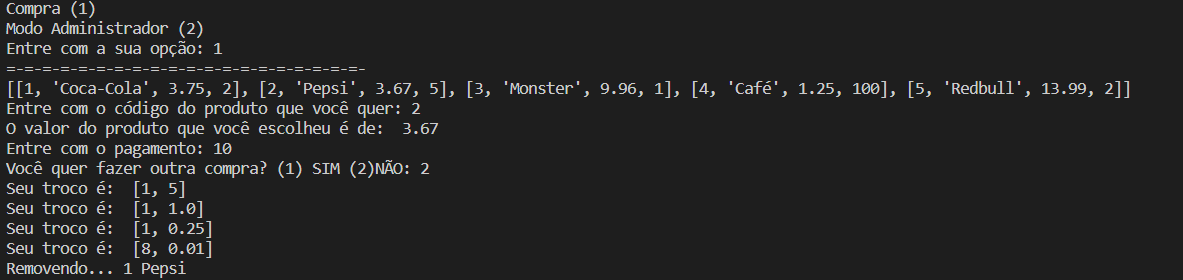 Compra (1)
Modo Administrador (2)
Entre com a sua opção: 1
=-=-=-=-=-=-=-=-=-=-=-=-=-=-=-=-=-=-=-=-
[[1, 'Coca-Cola', 3.75, 2], [2, 'Pepsi', 3.67, 5], [3, 'Monster', 9.96, 1], [4, 'Café', 1.25, 100], [5, 'Redbull', 13.99, 2]]
Entre com o código do produto que você quer: 2
O valor do produto que você escolheu é de:  3.67
Entre com o pagamento: 10
Você quer fazer outra compra? (1) SIM (2)NÃO: 2
Seu troco é:  [1, 5]
Seu troco é:  [1, 1.0]
Seu troco é:  [1, 0.25]
Seu troco é:  [8, 0.01]
Removendo... 1 Pepsi